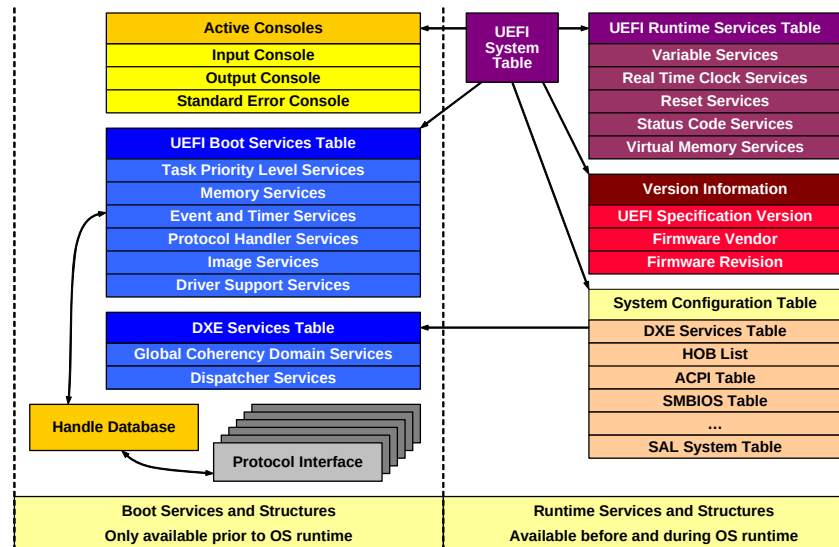 Active Consoles
Input Console
Output Console
Standard Error Console
UEFI
System
Table
UEFI Runtime Services Table
Variable Services
Real Time Clock Services
Reset Services
Status Code Services
Virtual Memory Services
UEFI Boot Services Table
Task Priority Level Services
Memory Services
Event and Timer Services
Protocol Handler Services
Image Services
Driver Support Services
Version Information
UEFI Specification Version
Firmware Vendor
Firmware Revision
System Configuration Table
DXE Services Table
HOB List
ACPI Table
SMBIOS Table
…
SAL System Table
DXE Services Table
Global Coherency Domain Services
Dispatcher Services
Handle Database
Protocol Interface
Boot Services and Structures
Only available prior to OS runtime
Runtime Services and Structures
Available before and during OS runtime